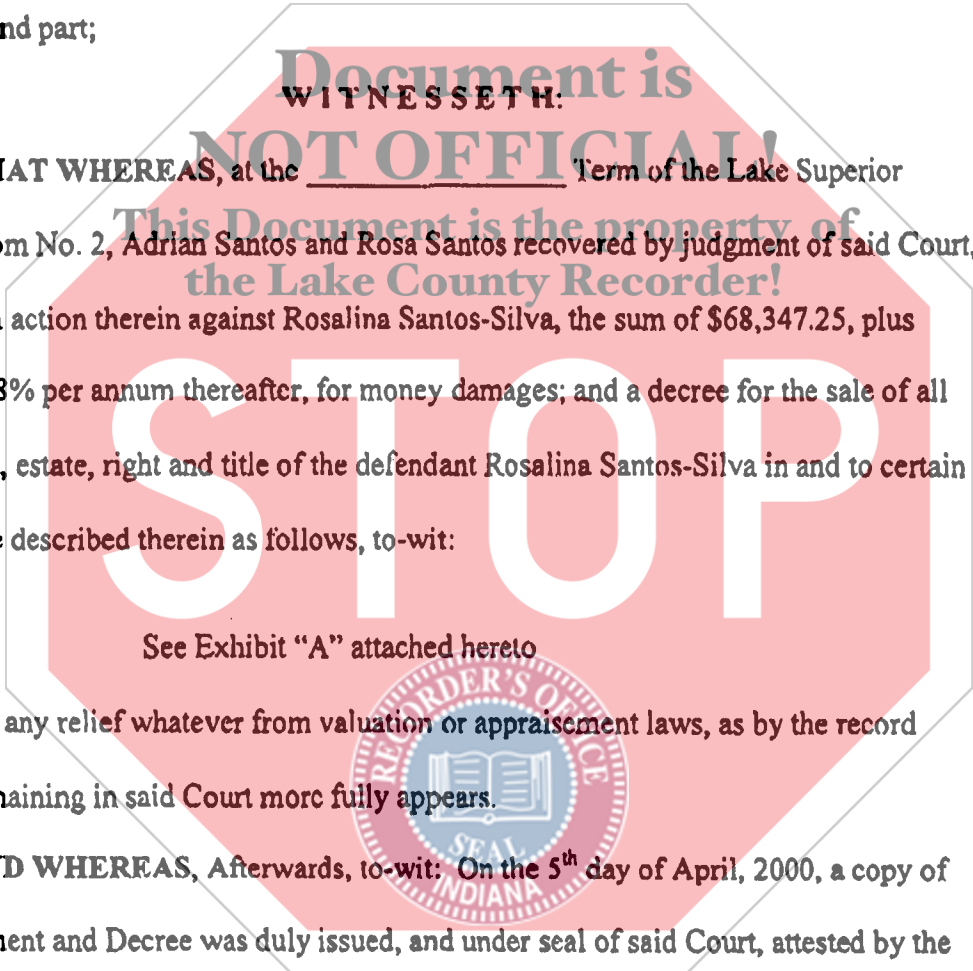 nd part;
Document is
WITNESSETH:
NOT OFFICIAL!
AT WHEREAS, at the ____________ Term of the Lake Superior
This Document is the property of
om No. 2, Adrian Santos and Rosa Santos recovered by judgment of said Court,
the Lake County Recorder!
action therein against Rosalina Santos-Silva, the sum of $68,347.25, plus
8% per annum thereafter, for money damages; and a decree for the sale of all
STOP
, estate, right and title of the defendant Rosalina Santos-Silva in and to certain
described therein as follows, to-wit:
See Exhibit “A” attached hereto
RECORDER'S OFFICE
any relief whatever from valuation or appraisement laws, as by the record
naining in said Court more fully appears.
SEAL
D WHEREAS, Afterwards, to-wit: On the 5th day of April, 2000, a copy of
INDIANA
nent and Decree was duly issued, and under seal of said Court, attested by the